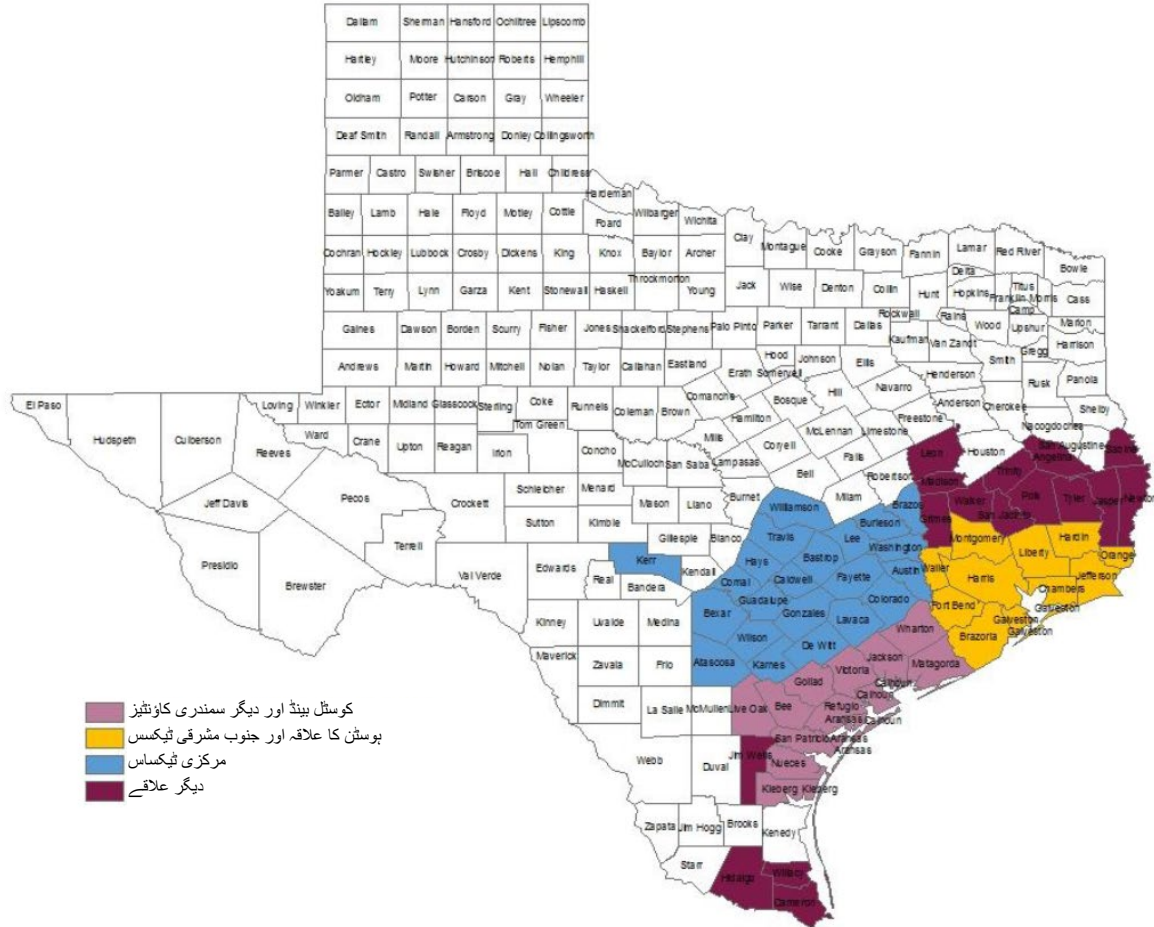 Dallam Sherman Hansford Ochiltree Lipscomb
Hartley Moore Hutchinson Roberts Hemphill
Oldham Potter Carson Gray Wheeler
Deaf Smith Randall Armstrong Donley Collingsworth
Parmer Castro Swisher Briscoe Hall Childress
Hardeman
Bailey Lamb Hale Floyd Motley Cottle Foard Wilbarger Wichita
Cochran Hockley Lubbock Crosby Dickens King Knox Baylor Archer Clay Montague Cooke Grayson Fannin Lamar Red River Bowie
Delta Titus
Yoakum Terry Lynn Garza Kent Stonewall Haskell Throckmorton Young Jack Wise Denton Collin Hunt Hopkins Franklin Morris Cass
Camp
Rockwall Rains Marion
Gaines Dawson Borden Scurry Fisher Jones Shackelford Stephens Palo Pinto Parker Tarrant Dallas Kaufman Van Zandt Wood Upshur Harrison
Gregg
Andrews Martin Howard Mitchell Nolan Taylor Callahan Eastland Erath Hood Somervell Johnson Ellis Henderson Smith Rusk Panola
El Paso Hudspeth Culberson Reeves Loving Winkler Ector Midland Glasscock Sterling Coke Runnels Coleman Brown Comanche Bosque Hill Navarro Anderson Cherokee Shelby
Nacogdoches
Ward Crane Upton Reagan Irion Tom Green Concho McCulloch San Saba Mills Hamilton Coryell McLennan Limestone Freestone Leon Houston San Augustine Sabine
Angelina
Jeff Davis Pecos Crockett Schleicher Menard Mason Llano Burnet Lampasas Bell Falls Milam Robertson Madison Trinity
Presidio Brewster Terrell Val Verde Sutton Kimble Gillespie Blanco Williamson Burleson Brazos Grimes Walker San Jacinto Polk Tyler Jasper Newton
Edwards Kerr Kendall Travis Hays Bastrop Lee Washington Montgomery Liberty Hardin Orange
Real Bandera Comal Caldwell Fayette Austin Waller Harris Chambers Jefferson
Kinney Uvalde Medina Bexar Guadalupe Gonzales Colorado Fort Bend Galveston
Galveston
Galveston
Maverick Zavala Frio Atascosa Wilson Karnes De Witt Lavaca Wharton Brazoria
Dimmit La Salle McMullen Live Oak Bee Goliad Victoria Jackson Matagorda
Calhoun
Calhoun
Calhoun
Refugio
Aransas
Aransas
Aransas
Webb Duval Jim Wells San Patricio
Nueces
Kleberg Kleberg
Zapata Jim Hogg Brooks Kenedy
Starr Hidalgo Willacy
Cameron
کوسٹل بینڈ اور دیگر سمندری کاؤنٹیز
ہوسٹن کا علاقہ اور جنوب مشرقی ٹیکسس
مرکزی ٹیکساس
دیگر علاقے